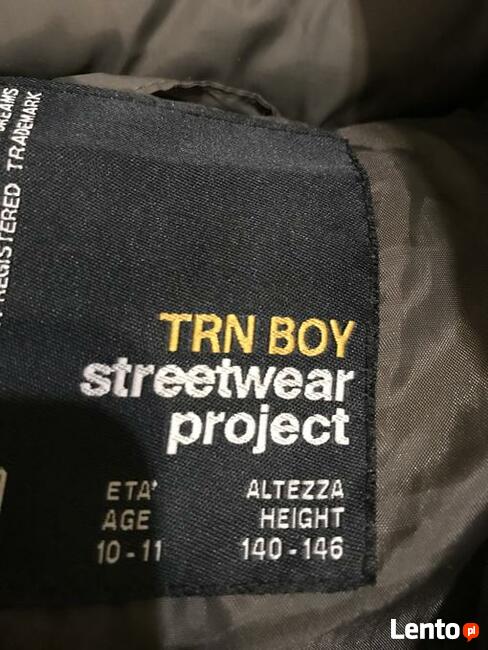 DREAMS
REGISTERED TRADEMARK
TRN BOY
streetwear
project
ETA' ALTEZZA
AGE HEIGHT
10-11 140-146
Lento pl